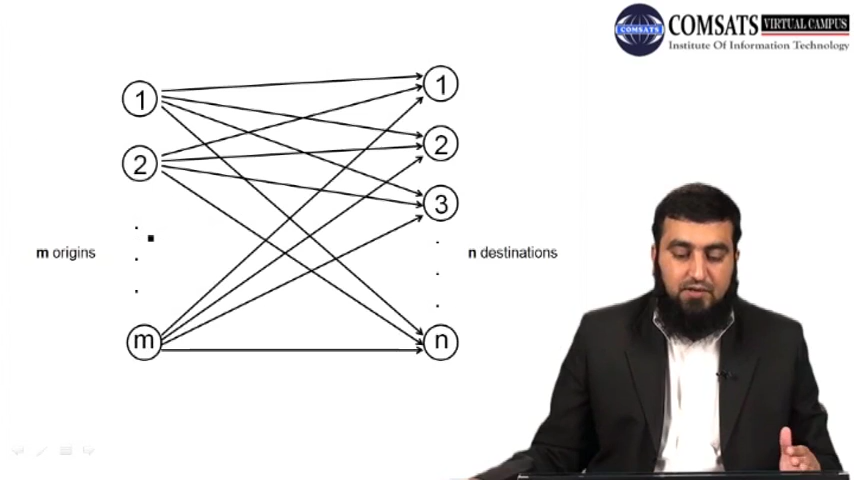 COMSATS
COMSATS VIRTUAL CAMPUS
Institute Of Information Technology
1
1
2
2
3
m origins
n destinations
m
n